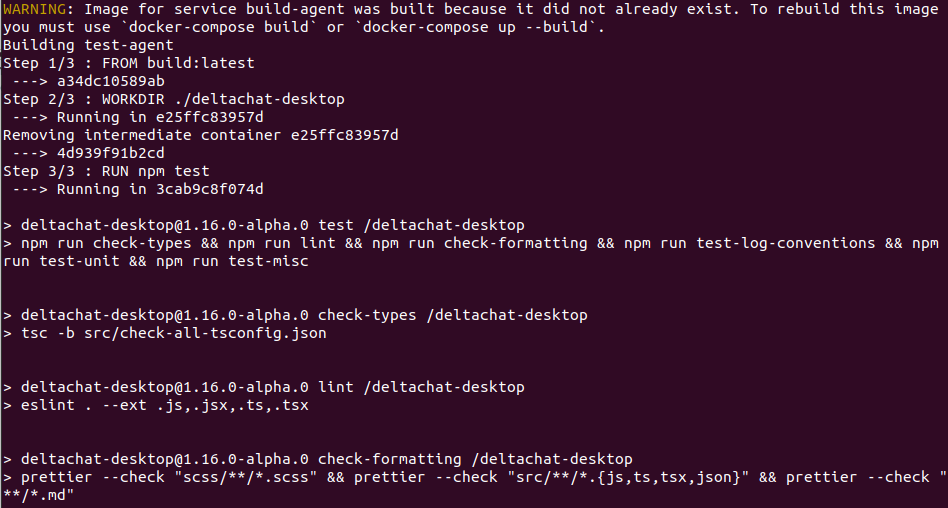 WARNING: Image for service build-agent was built because it did not already exist. To rebuild this image
you must use `docker-compose build` or `docker-compose up --build`.
Building test-agent
Step 1/3 : FROM build:latest
 ---> a34dc10589ab
Step 2/3 : WORKDIR ./deltachat-desktop
 ---> Running in e25ffc83957d
Removing intermediate container e25ffc83957d
 ---> 4d939f91b2cd
Step 3/3 : RUN npm test
 ---> Running in 3cab9c8f074d
> deltachat-desktop@1.16.0-alpha.0 test /deltachat-desktop
> npm run check-types && npm run lint && npm run check-formatting && npm run test-log-conventions && npm
run test-unit && npm run test-misc
> deltachat-desktop@1.16.0-alpha.0 check-types /deltachat-desktop
> tsc -b src/check-all-tsconfig.json
> deltachat-desktop@1.16.0-alpha.0 lint /deltachat-desktop
> eslint . --ext .js,.jsx,.ts,.tsx
> deltachat-desktop@1.16.0-alpha.0 check-formatting /deltachat-desktop
> prettier --check "scss/**/*.scss" && prettier --check "src/**/*.{js,ts,tsx,json}" && prettier --check "
**/*.md"